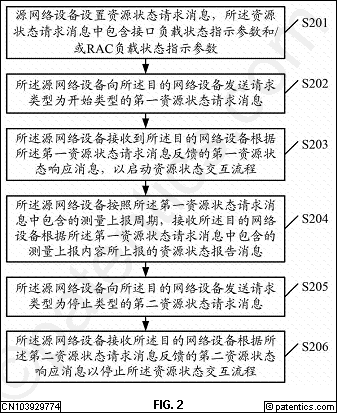 源网络设备设置资源状态请求消息，所述资源
状态请求消息中包含接口负载状态指示参数和/
或RAC负载状态指示参数
S201
所述源网络设备向所述目的网络设备发送请求
类型为开始类型的第一资源状态请求消息
S202
所述源网络设备接收到所述目的网络设备根据
所述第一资源状态请求消息反馈的第一资源状
态响应消息，以启动资源状态交互流程
S203
所述源网络设备按照所述第一资源状态请求消
息中包含的测量上报周期，接收所述目的网络
设备根据所述第一资源状态请求消息中包含的
测量上报内容所上报的资源状态报告消息
S204
所述源网络设备向所述目的网络设备发送请求
类型为停止类型的第二资源状态请求消息
S205
所述源网络设备接收所述目的网络设备根据所
述第二资源状态请求消息反馈的第二资源状态
响应消息以停止所述资源状态交互流程
S206
CN103929774
FIG. 2
@ patentics.com